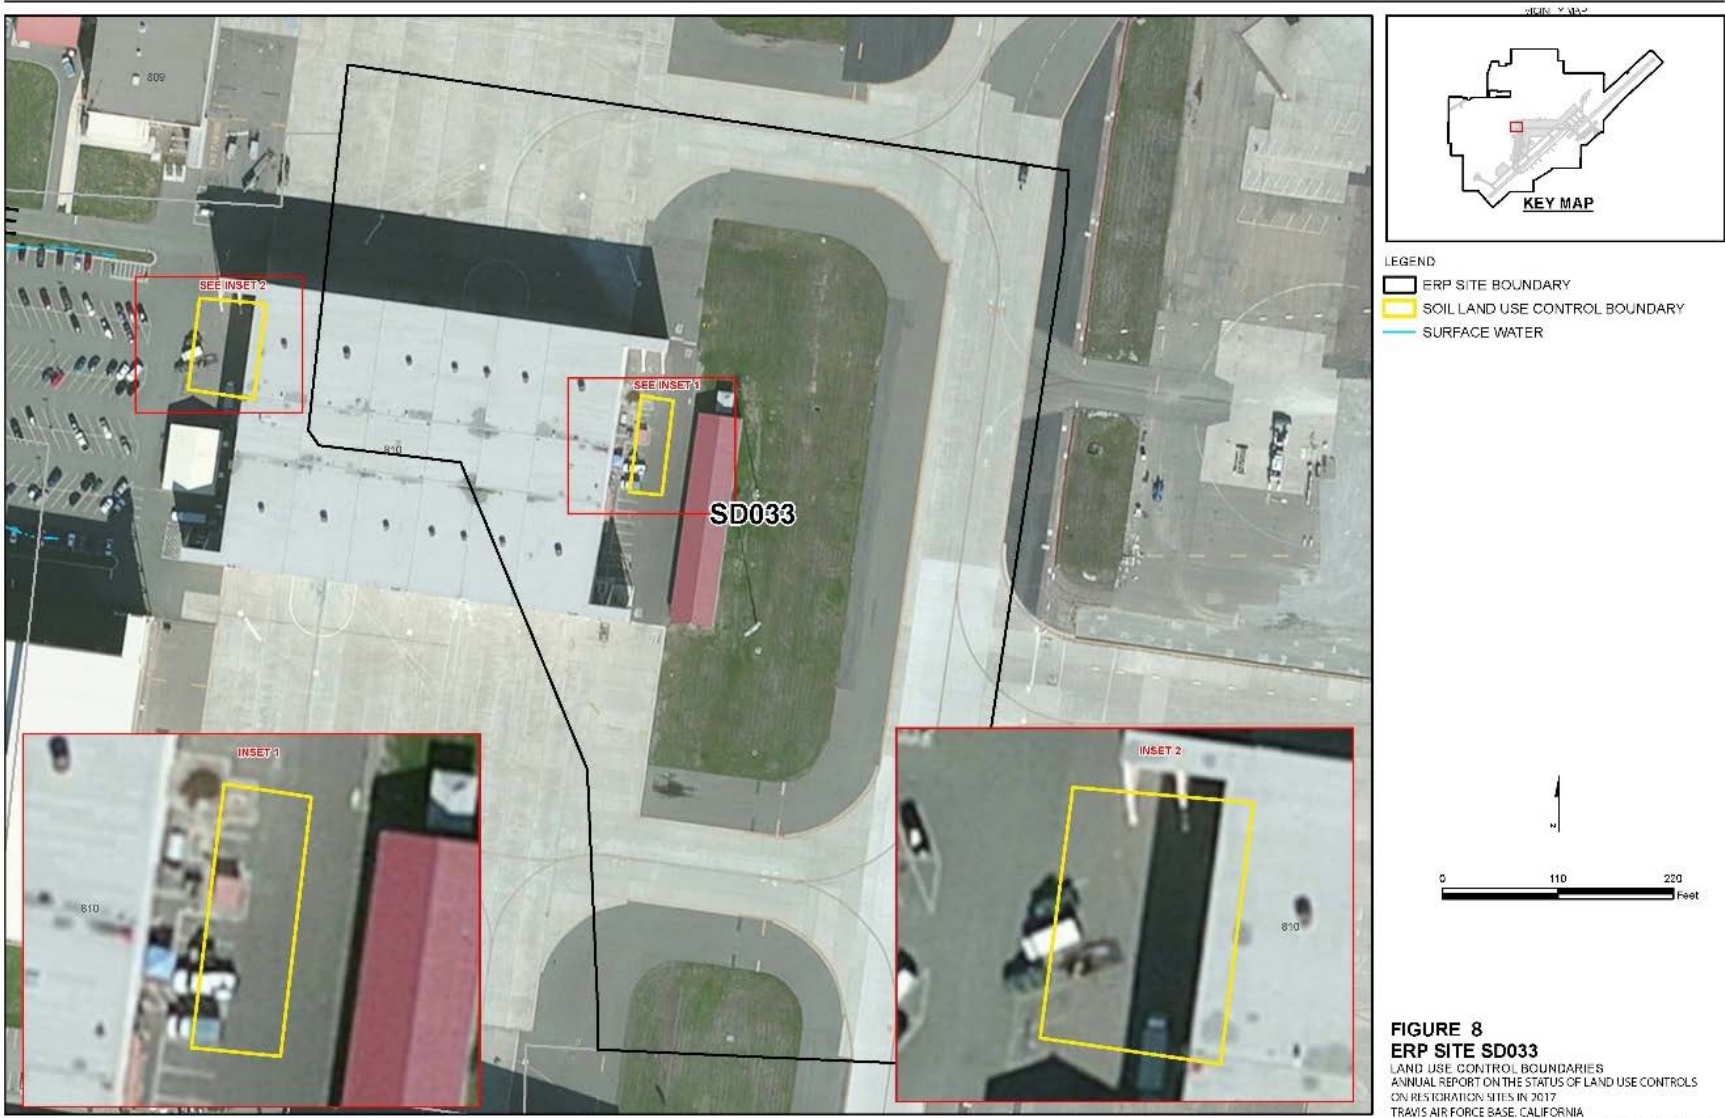 VICINITY MAP
KEY MAP
LEGEND
ERP SITE BOUNDARY
SOIL LAND USE CONTROL BOUNDARY
SURFACE WATER
809
SEE INSET 2
SEE INSET 1
810
SD033
INSET 1
810
INSET 2
810
N
0 110 220
Feet
FIGURE 8
ERP SITE SD033
LAND USE CONTROL BOUNDARIES
ANNUAL REPORT ON THE STATUS OF LAND USE CONTROLS
ON RESTORATION SITES IN 2017
TRAVIS AIR FORCE BASE, CALIFORNIA